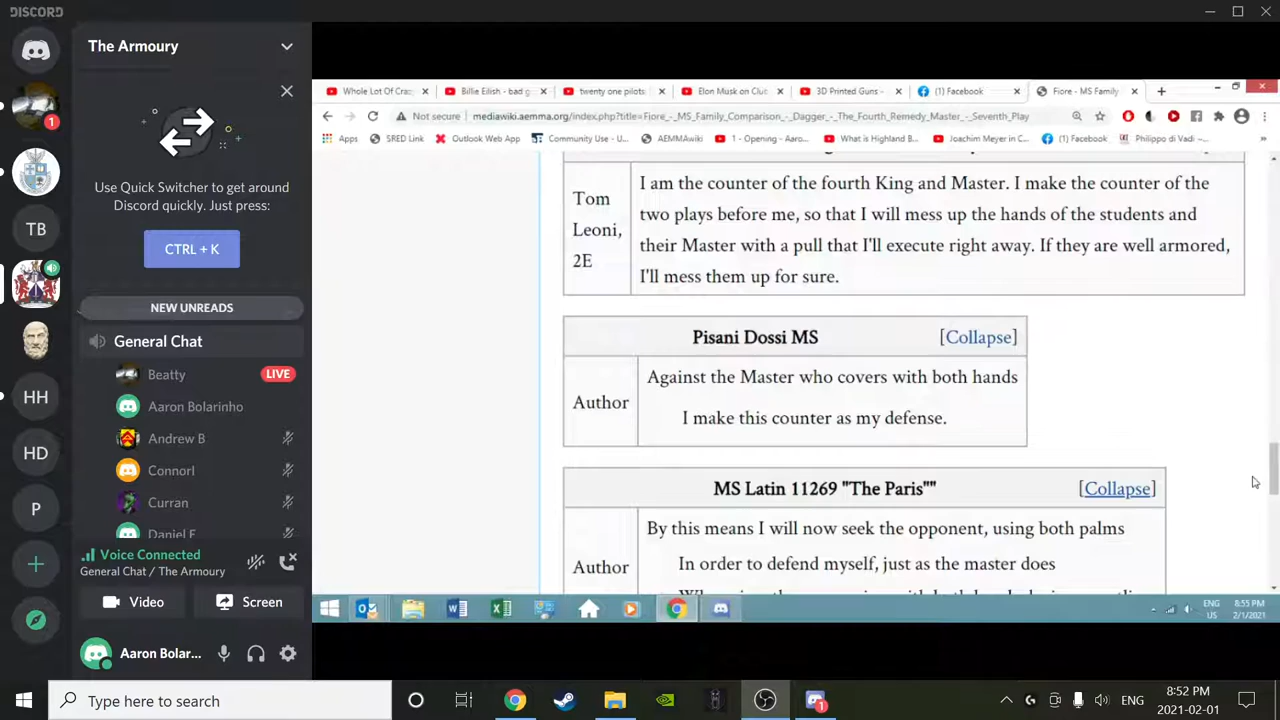 DISCORD
The Armoury
Use Quick Switcher to get around
Discord quickly. Just press:
CTRL + K
NEW UNREADS
General Chat
Beatty
LIVE
Aaron Bolarinho
Andrew B
Connorl
Curran
Daniel F
Voice Connected
General Chat / The Armoury
Video
Screen
Aaron Bolar...
1
TB
HH
HD
P
Whole Lot Of Cra
Billie Eilish - bad g
twenty one pilots
Elon Musk on Clu
3D Printed Guns -
(1) Facebook
Fiore - MS Family
Not secure
mediawiki.aemma.org/index.php?title=Fiore_-_MS_Family_Comparison_-_Dagger_-_The_Fourth_Remedy_Master_-_Seventh_Play
Apps
SRED Link
Outlook Web App
Community Use - U...
AEMMAwiki
1 - Opening - Aaro...
What is Highland B...
Joachim Meyer in C...
(1) Facebook
Philippo di Vadi -...
Tom
Leoni,
2E
I am the counter of the fourth King and Master. I make the counter of the
two plays before me, so that I will mess up the hands of the students and
their Master with a pull that I'll execute right away. If they are well armored,
I'll mess them up for sure.
Pisani Dossi MS
[Collapse]
Author
Against the Master who covers with both hands
I make this counter as my defense.
MS Latin 11269 "The Paris""
[Collapse]
Author
By this means I will now seek the opponent, using both palms
In order to defend myself, just as the master does
ENG
US
8:55 PM
2/1/2021
Type here to search
1
ENG
8:52 PM
2021-02-01